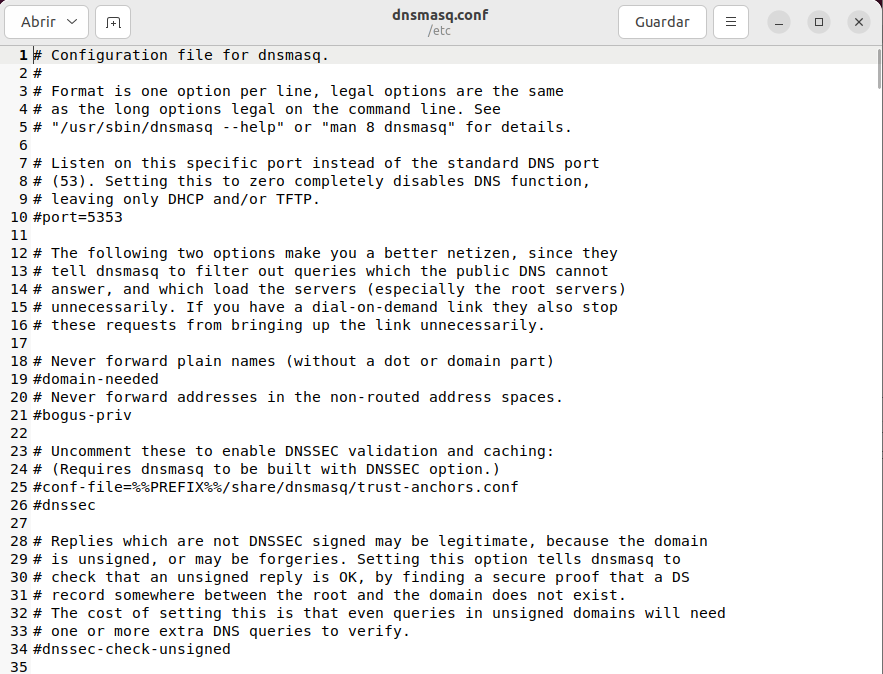 Abrir
dnsmasq.conf
/etc
Guardar
1 # Configuration file for dnsmasq.
2 #
3 # Format is one option per line, legal options are the same
4 # as the long options legal on the command line. See
5 # "/usr/sbin/dnsmasq --help" or "man 8 dnsmasq" for details.
6
7 # Listen on this specific port instead of the standard DNS port
8 # (53). Setting this to zero completely disables DNS function,
9 # leaving only DHCP and/or TFTP.
10 #port=5353
11
12 # The following two options make you a better netizen, since they
13 # tell dnsmasq to filter out queries which the public DNS cannot
14 # answer, and which load the servers (especially the root servers)
15 # unnecessarily. If you have a dial-on-demand link they also stop
16 # these requests from bringing up the link unnecessarily.
17
18 # Never forward plain names (without a dot or domain part)
19 #domain-needed
20 # Never forward addresses in the non-routed address spaces.
21 #bogus-priv
22
23 # Uncomment these to enable DNSSEC validation and caching:
24 # (Requires dnsmasq to be built with DNSSEC option.)
25 #conf-file=%%PREFIX%%/share/dnsmasq/trust-anchors.conf
26 #dnssec
27
28 # Replies which are not DNSSEC signed may be legitimate, because the domain
29 # is unsigned, or may be forgeries. Setting this option tells dnsmasq to
30 # check that an unsigned reply is OK, by finding a secure proof that a DS
31 # record somewhere between the root and the domain does not exist.
32 # The cost of setting this is that even queries in unsigned domains will need
33 # one or more extra DNS queries to verify.
34 #dnssec-check-unsigned
35